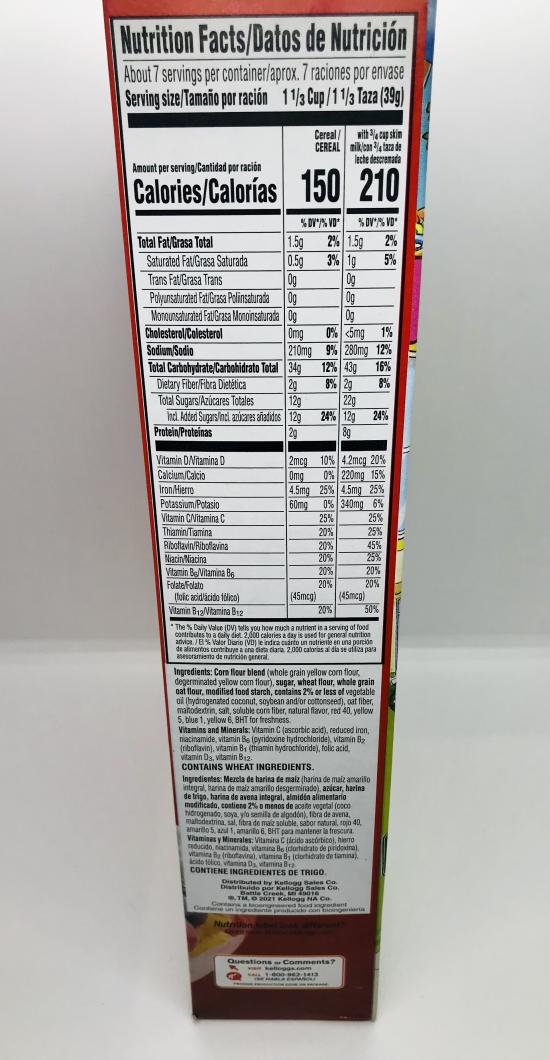 Nutrition Facts/Datos de Nutrición
About 7 servings per container/aprox. 7 raciones por envase
Serving size/Tamaño por ración 1 1/3 Cup / 1 1/3 Taza (39g)
Cereal / CEREAL
with 3/4 cup skim milk/con 3/4 taza de leche descremada
Amount per serving/Cantidad por ración
Calories/Calorías 150 210
% DV*/% VD* % DV*/% VD*
Total Fat/Grasa Total 1.5g 2% 1.5g 2%
Saturated Fat/Grasa Saturada 0.5g 3% 1g 5%
Trans Fat/Grasa Trans 0g 0g
Polyunsaturated Fat/Grasa Poliinsaturada 0g 0g
Monounsaturated Fat/Grasa Monoinsaturada 0g 0g
Cholesterol/Colesterol 0mg 0% <5mg 1%
Sodium/Sodio 210mg 9% 280mg 12%
Total Carbohydrate/Carbohidrato Total 34g 12% 43g 16%
Dietary Fiber/Fibra Dietética 2g 8% 2g 8%
Total Sugars/Azúcares Totales 12g 22g
Incl. Added Sugars/Incl. azúcares añadidos 12g 24% 12g 24%
Protein/Proteínas 2g 8g
Vitamin D/Vitamina D 2mcg 10% 4.2mcg 20%
Calcium/Calcio 0mg 0% 220mg 15%
Iron/Hierro 4.5mg 25% 4.5mg 25%
Potassium/Potasio 60mg 0% 340mg 6%
Vitamin C/Vitamina C 25% 25%
Thiamin/Tiamina 20% 25%
Riboflavin/Riboflavina 20% 45%
Niacin/Niacina 20% 25%
Vitamin B6/Vitamina B6 20% 20%
Folate/Folato 20% 20%
(folic acid/ácido fólico) (45mcg) (45mcg)
Vitamin B12/Vitamina B12 20% 50%
* The % Daily Value (DV) tells you how much a nutrient in a serving of food
contributes to a daily diet. 2,000 calories a day is used for general nutrition
advice. / El % Valor Diario (VD) le indica cuánto un nutriente en una porción
de alimentos contribuye a una dieta diaria. 2,000 calorías al día se utiliza para
asesoramiento de nutrición general.
Ingredients: Corn flour blend (whole grain yellow corn flour,
degerminated yellow corn flour), sugar, wheat flour, whole grain
oat flour, modified food starch, contains 2% or less of vegetable
oil (hydrogenated coconut, soybean and/or cottonseed), oat fiber,
maltodextrin, salt, soluble corn fiber, natural flavor, red 40, yellow
5, blue 1, yellow 6, BHT for freshness.
Vitamins and Minerals: Vitamin C (ascorbic acid), reduced iron,
niacinamide, vitamin B6 (pyridoxine hydrochloride), vitamin B2
(riboflavin), vitamin B1 (thiamin hydrochloride), folic acid,
vitamin D3, vitamin B12.
CONTAINS WHEAT INGREDIENTS.
Ingredientes: Mezcla de harina de maíz (harina de maíz amarillo
integral, harina de maíz amarillo desgerminado), azúcar, harina
de trigo, harina de avena integral, almidón alimentario
modificado, contiene 2% o menos de aceite vegetal (coco
hidrogenado, soya, y/o semilla de algodón), fibra de avena,
maltodextrina, sal, fibra de maíz soluble, sabor natural, rojo 40,
amarillo 5, azul 1, amarillo 6, BHT para mantener la frescura.
Vitaminas y Minerales: Vitamina C (ácido ascórbico), hierro
reducido, niacinamida, vitamina B6 (clorhidrato de piridoxina),
vitamina B2 (riboflavina), vitamina B1 (clorhidrato de tiamina),
ácido fólico, vitamina D3, vitamina B12.
CONTIENE INGREDIENTES DE TRIGO.
Distributed by Kellogg Sales Co.
Distribuido por Kellogg Sales Co.
Battle Creek, MI 49016
®, TM, © 2021 Kellogg NA Co.
Contains a bioengineered food ingredient
Contiene un ingrediente producido con bioingeniería
Nutrition label look different?
Questions or Comments?
VISIT kelloggs.com
CALL 1-800-962-1413
(SE HABLA ESPAÑOL)
PROVIDE PRODUCTION CODE ON PACKAGE